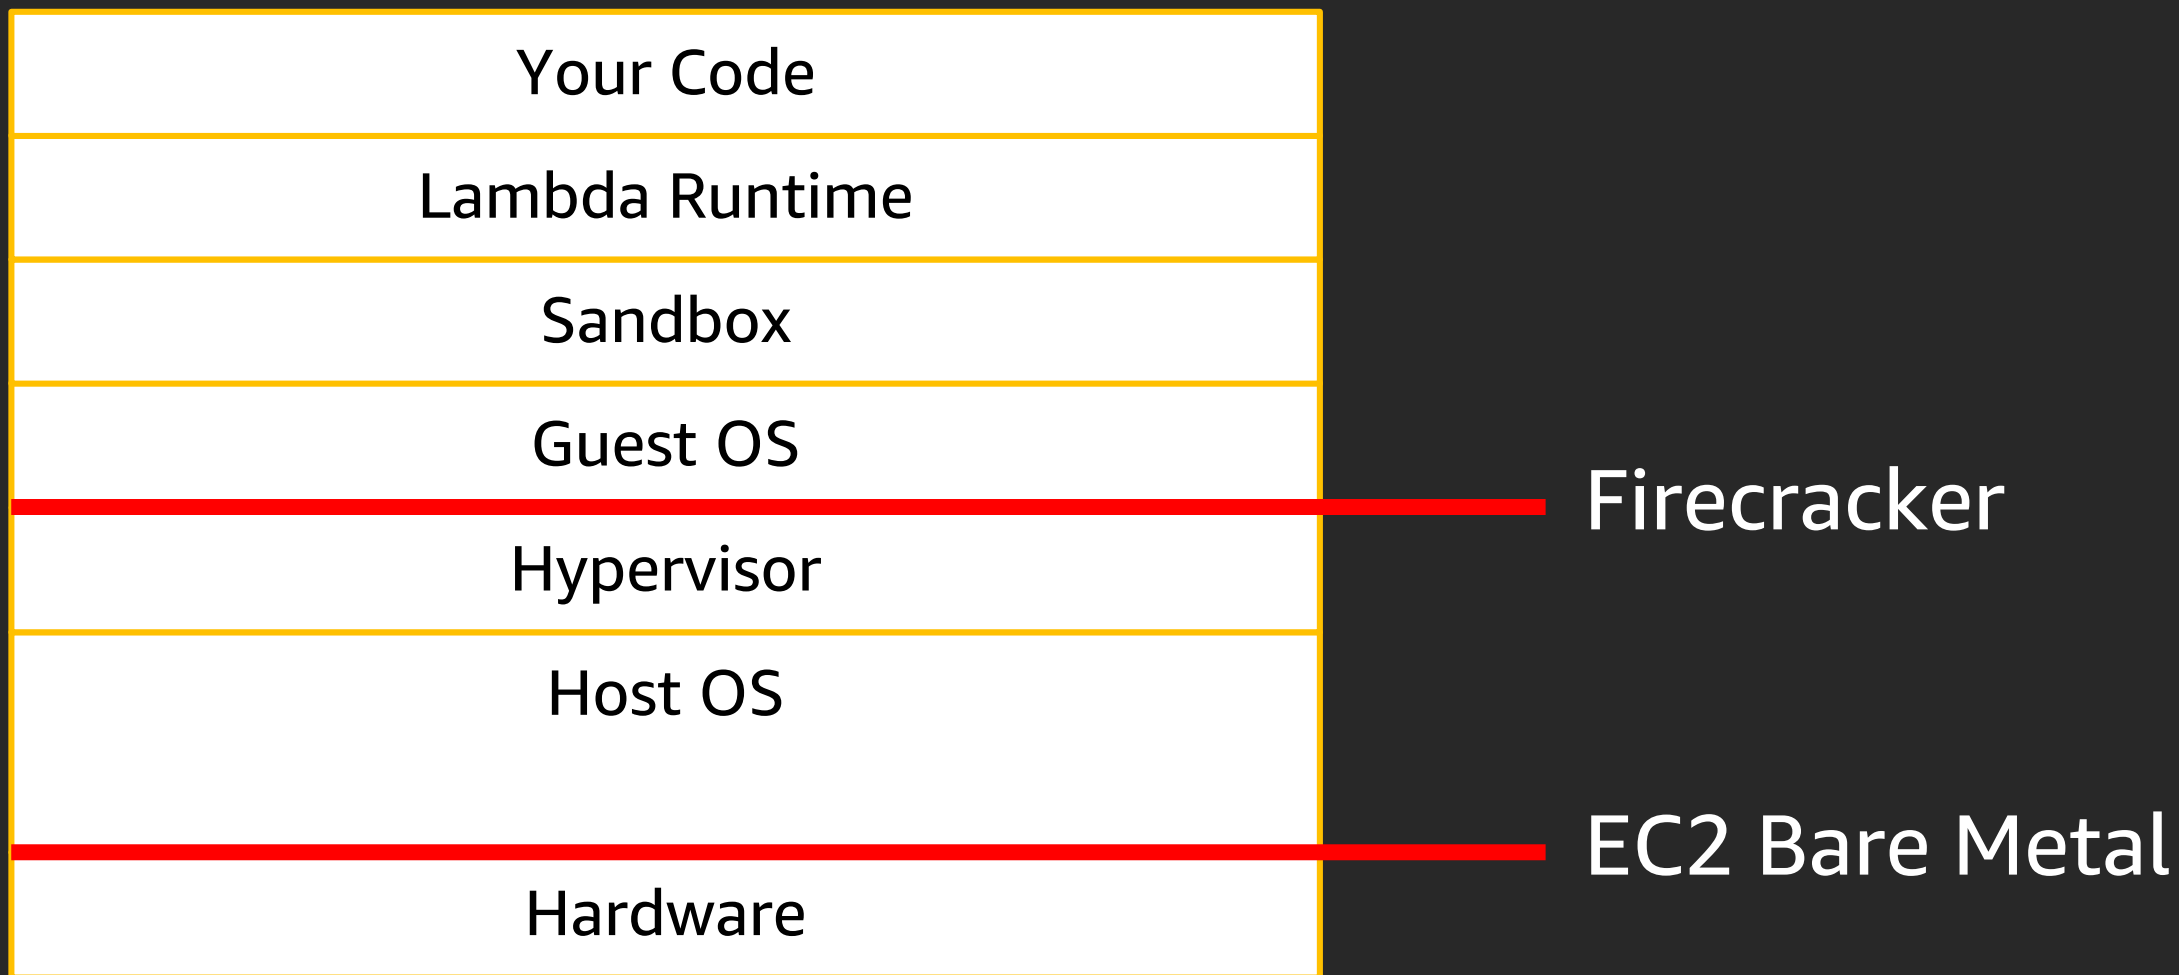 Your Code
Lambda Runtime
Sandbox
Guest OS
Firecracker
Hypervisor
Host OS
EC2 Bare Metal
Hardware